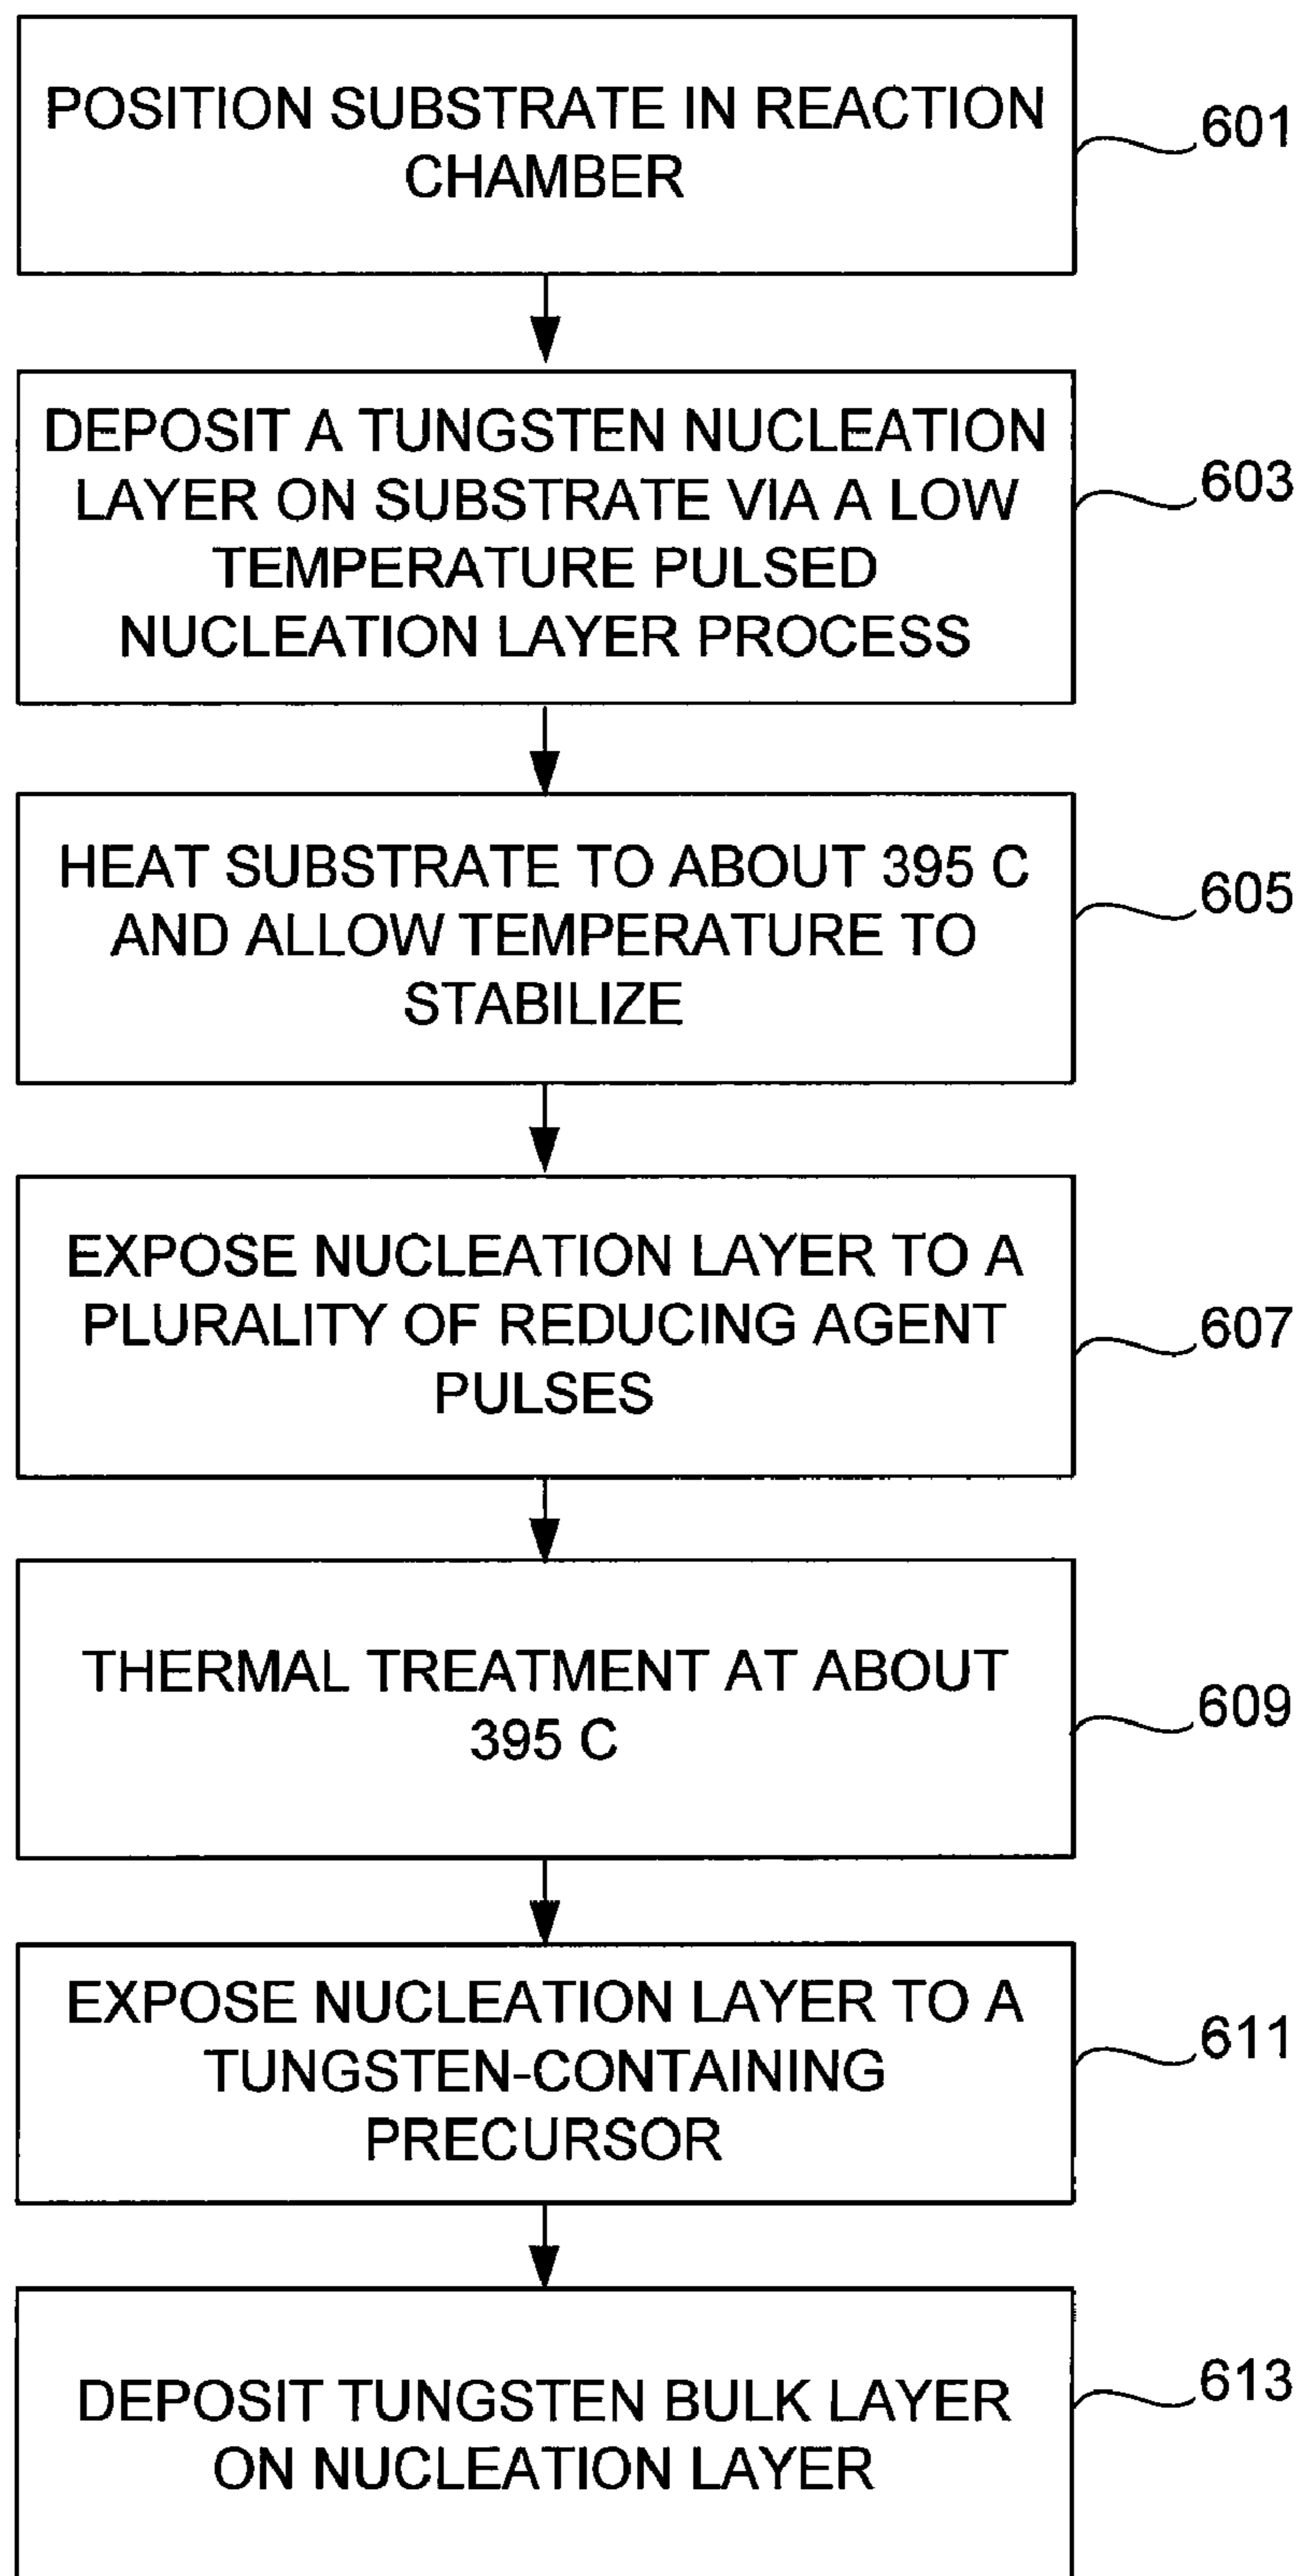 POSITION SUBSTRATE IN REACTION
CHAMBER
601
DEPOSIT A TUNGSTEN NUCLEATION
LAYER ON SUBSTRATE VIA A LOW
TEMPERATURE PULSED
NUCLEATION LAYER PROCESS
603
HEAT SUBSTRATE TO ABOUT 395 C
AND ALLOW TEMPERATURE TO
STABILIZE
605
EXPOSE NUCLEATION LAYER TO A
PLURALITY OF REDUCING AGENT
PULSES
607
THERMAL TREATMENT AT ABOUT
395 C
609
EXPOSE NUCLEATION LAYER TO A
TUNGSTEN-CONTAINING
PRECURSOR
611
DEPOSIT TUNGSTEN BULK LAYER
ON NUCLEATION LAYER
613